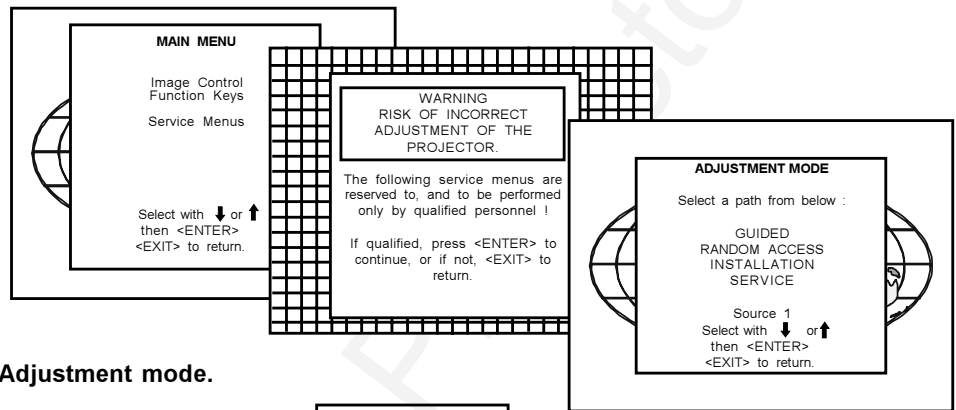 MAIN MENU
Image Control
Function Keys
Service Menus
Select with ⬇ or ⬆
then <ENTER>
<EXIT> to return.
WARNING
RISK OF INCORRECT
ADJUSTMENT OF THE
PROJECTOR.
The following service menus are
reserved to, and to be performed
only by qualified personnel !
If qualified, press <ENTER> to
continue, or if not, <EXIT> to
return.
ADJUSTMENT MODE
Select a path from below :
GUIDED
RANDOM ACCESS
INSTALLATION
SERVICE
Source 1
Select with ⬇ or ⬆
then <ENTER>
<EXIT> to return.
Adjustment mode.